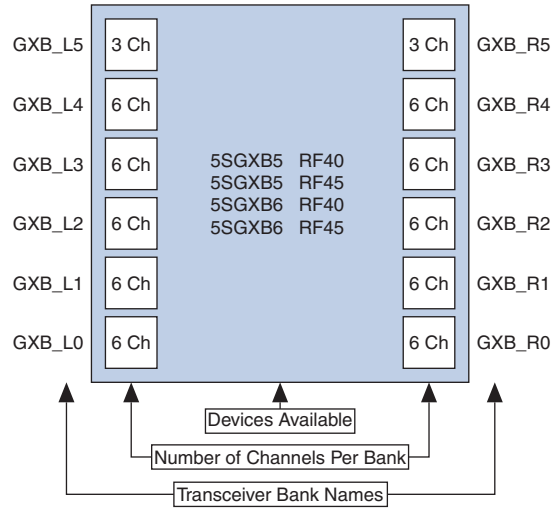 GXB_L5 3 Ch 3 Ch GXB_R5
GXB_L4 6 Ch 6 Ch GXB_R4
GXB_L3 6 Ch 5SGXB5 RF40 6 Ch GXB_R3
5SGXB5 RF45
5SGXB6 RF40
GXB_L2 6 Ch 5SGXB6 RF45 6 Ch GXB_R2
GXB_L1 6 Ch 6 Ch GXB_R1
GXB_L0 6 Ch 6 Ch GXB_R0
Devices Available
Number of Channels Per Bank
Transceiver Bank Names